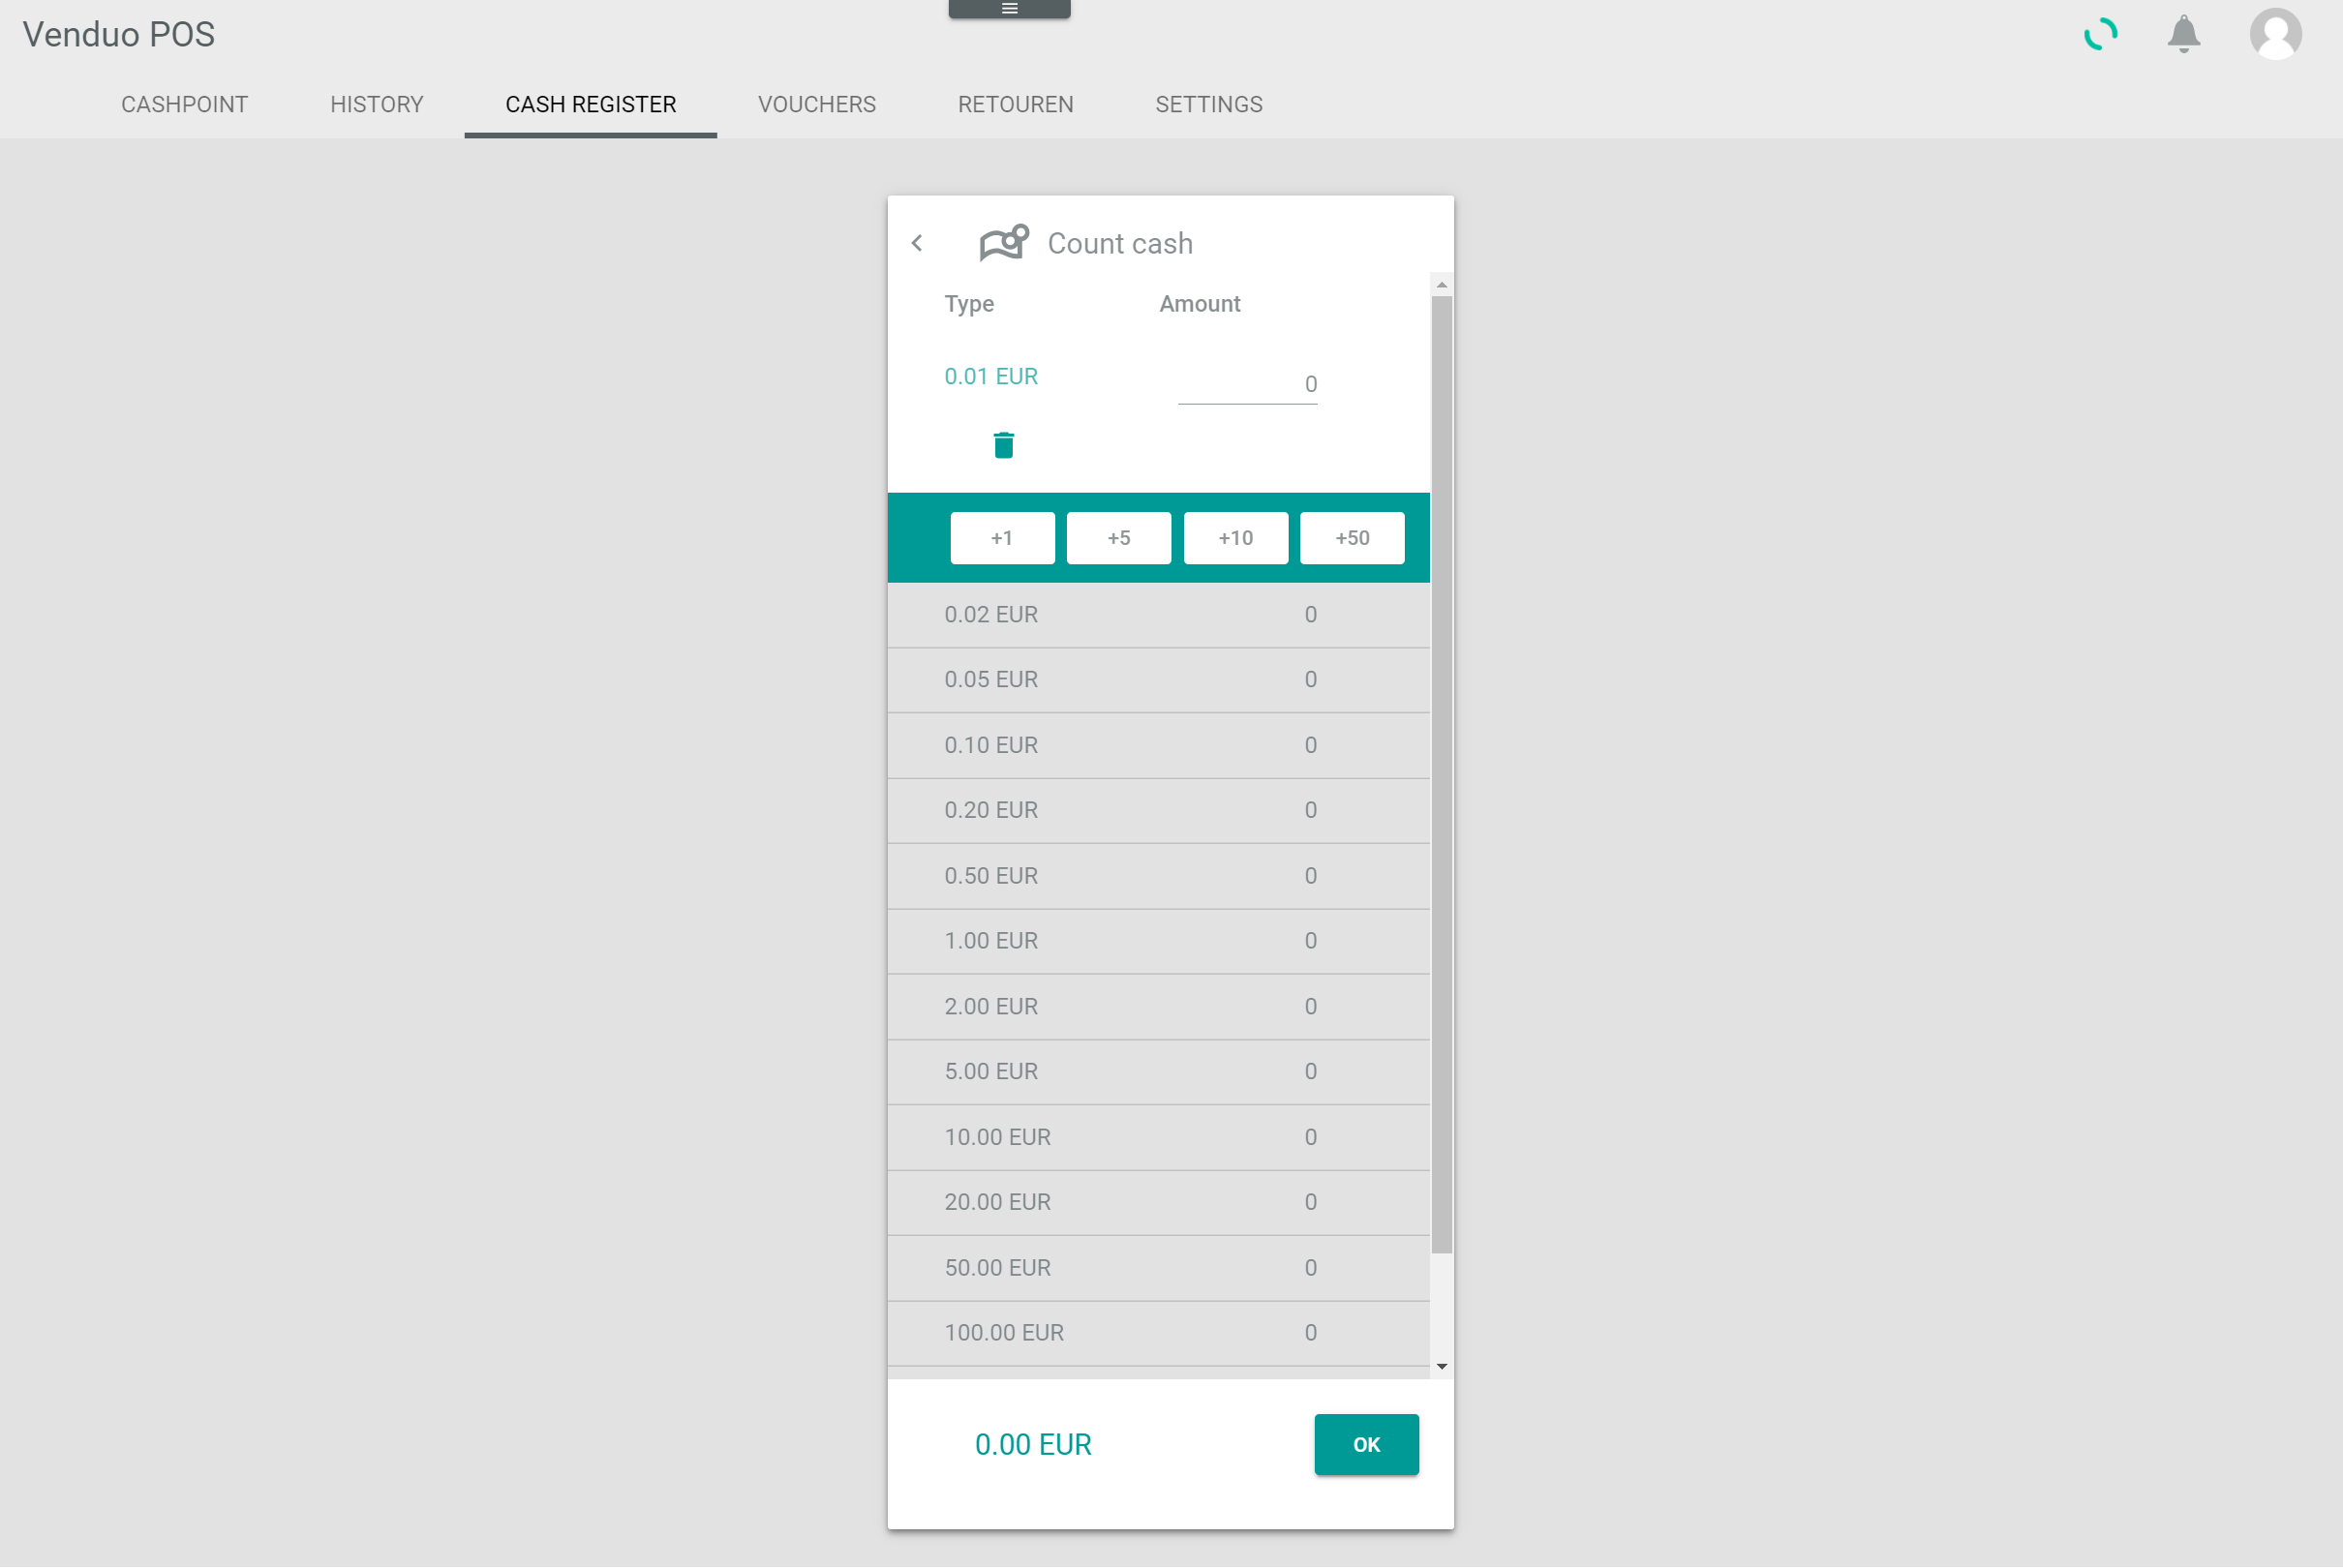 Venduo POS
CASHPOINT HISTORY CASH REGISTER VOUCHERS RETOUREN SETTINGS
Count cash
Type Amount
0.01 EUR 0
+1 +5 +10 +50
0.02 EUR 0
0.05 EUR 0
0.10 EUR 0
0.20 EUR 0
0.50 EUR 0
1.00 EUR 0
2.00 EUR 0
5.00 EUR 0
10.00 EUR 0
20.00 EUR 0
50.00 EUR 0
100.00 EUR 0
0.00 EUR OK